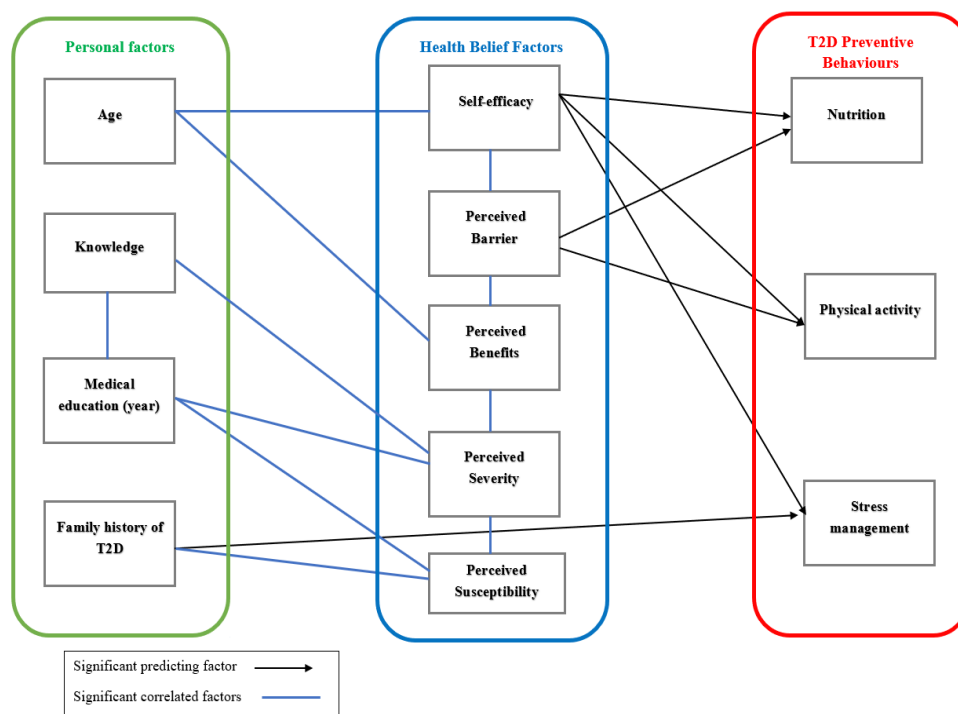 Personal factors
Age
Knowledge
Medical
education (year)
Family history of
T2D
Health Belief Factors
Self-efficacy
Perceived
Barrier
Perceived
Benefits
Perceived
Severity
Perceived
Susceptibility
T2D Preventive
Behaviours
Nutrition
Physical activity
Stress
management
Significant predicting factor
Significant correlated factors